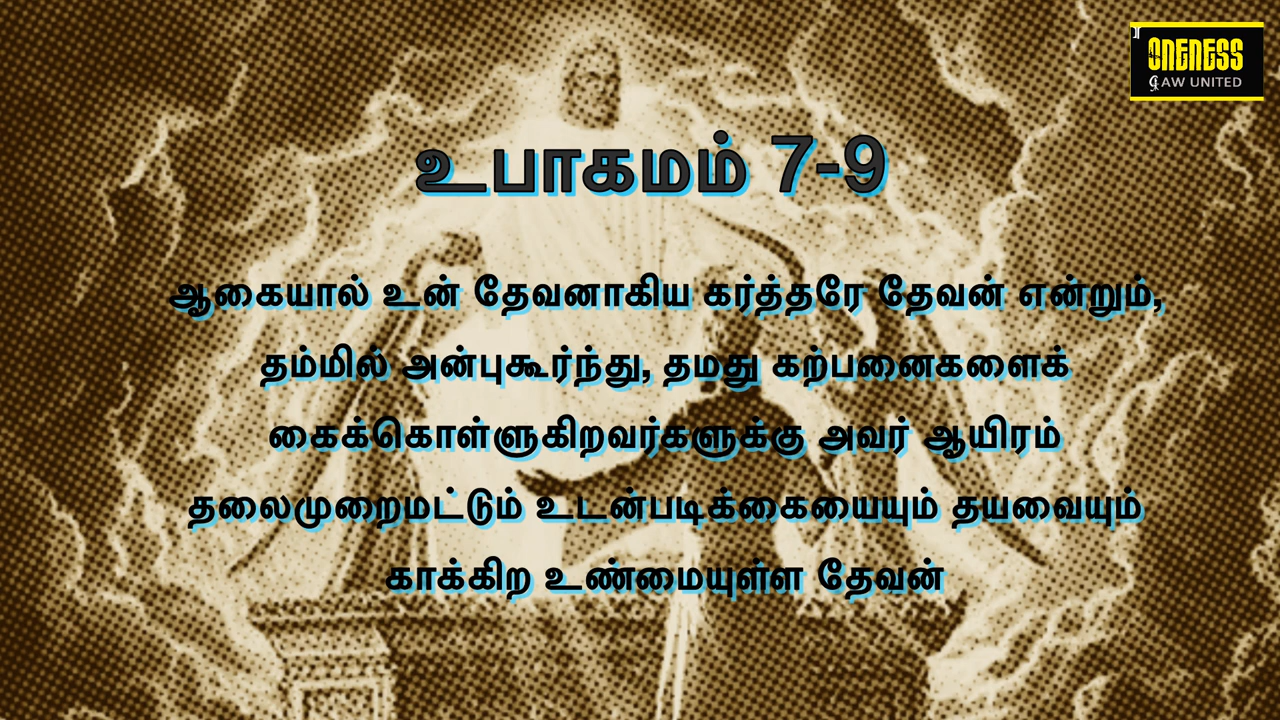 ONENESS
GAW UNITED
உபாகமம் 7-9
ஆகையால் உன் தேவனாகிய கர்த்தரே தேவன் என்றும்,
தம்மில் அன்புகூர்ந்து, தமது கற்பனைகளைக்
கைக்கொள்ளுகிறவர்களுக்கு அவர் ஆயிரம்
தலைமுறைமட்டும் உடன்படிக்கையையும் தயவையும்
காக்கிற உண்மையுள்ள தேவன்